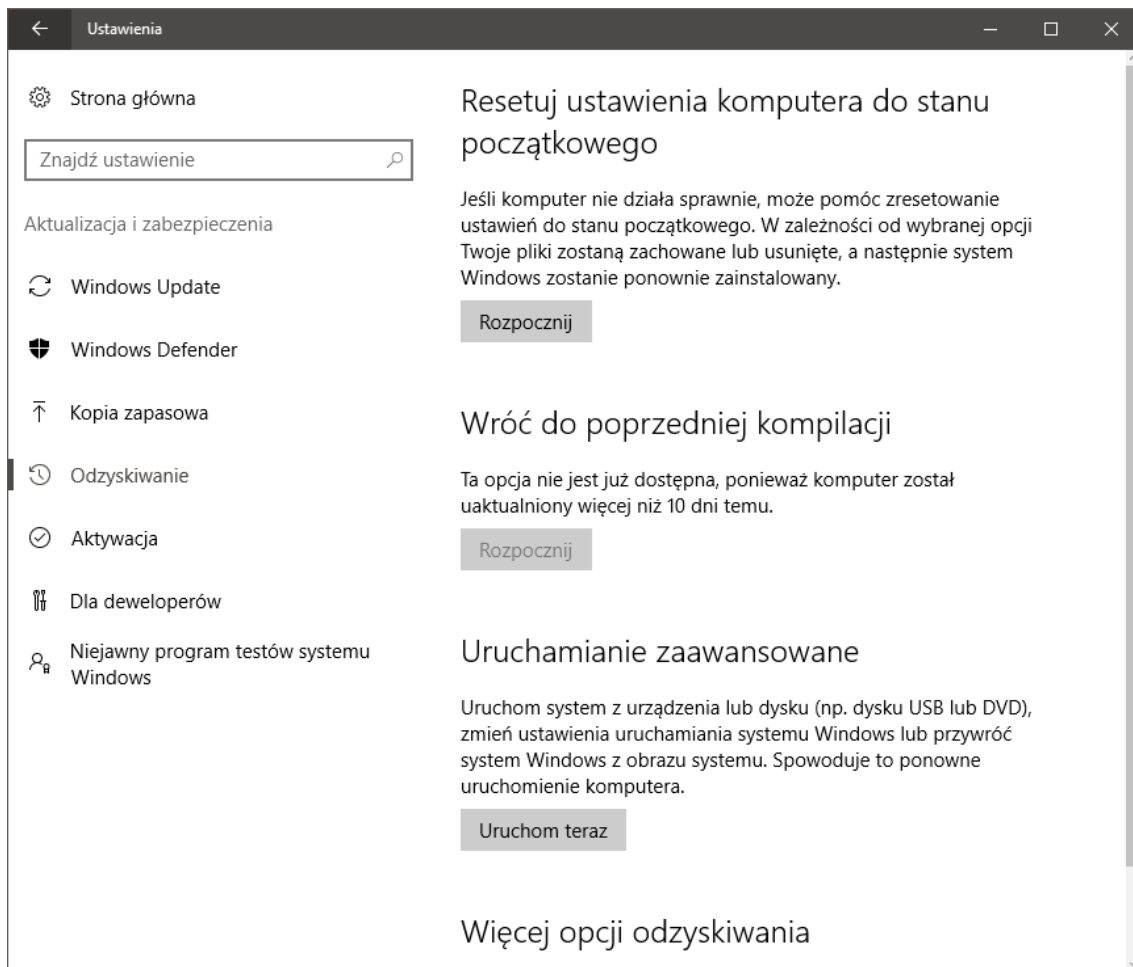 Ustawienia
Strona główna
Znajdź ustawienie
Aktualizacja i zabezpieczenia
Windows Update
Windows Defender
Kopia zapasowa
Odzyskiwanie
Aktywacja
Dla deweloperów
Niejawny program testów systemu
Windows
Resetuj ustawienia komputera do stanu
początkowego
Jeśli komputer nie działa sprawnie, może pomóc zresetowanie
ustawień do stanu początkowego. W zależności od wybranej opcji
Twoje pliki zostaną zachowane lub usunięte, a następnie system
Windows zostanie ponownie zainstalowany.
Rozpocznij
Wróć do poprzedniej kompilacji
Ta opcja nie jest już dostępna, ponieważ komputer został
uaktualniony więcej niż 10 dni temu.
Rozpocznij
Uruchamianie zaawansowane
Uruchom system z urządzenia lub dysku (np. dysku USB lub DVD),
zmień ustawienia uruchamiania systemu Windows lub przywróć
system Windows z obrazu systemu. Spowoduje to ponowne
uruchomienie komputera.
Uruchom teraz
Więcej opcji odzyskiwania